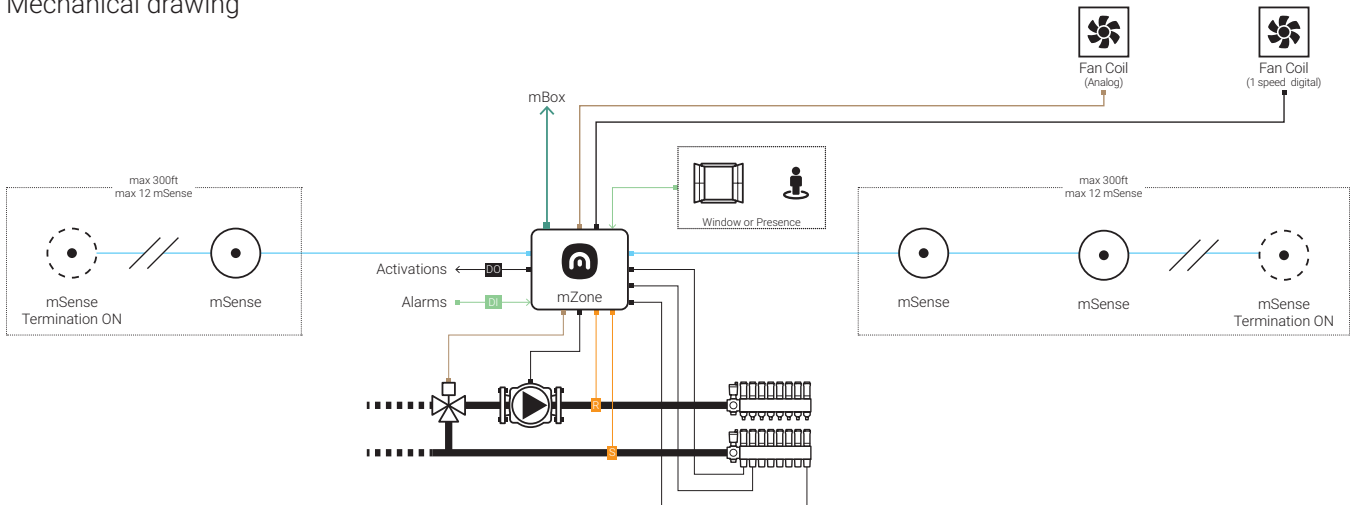 Mechanical drawing
Fan Coil
(Analog)
Fan Coil
(1 speed digital)
mBox
max 300ft
max 12 mSense
max 300ft
max 12 mSense
Window or Presence
Activations
DO
Alarms
DI
mZone
mSense
Termination ON
mSense
mSense
mSense
mSense
Termination ON
R
S